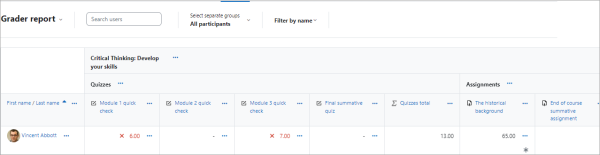 Grader report
Search users
Select separate groups
All participants
Filter by name
Critical Thinking: Develop
your skills
Quizzes
Assignments
First name / Last name
Module 1 quick
check
Module 2 quick
check
Module 3 quick
check
Final summative
quiz
Quizzes total
The historical
background
End of course
summative
assignment
Vincent Abbott
6.00
-
7.00
-
13.00
65.00